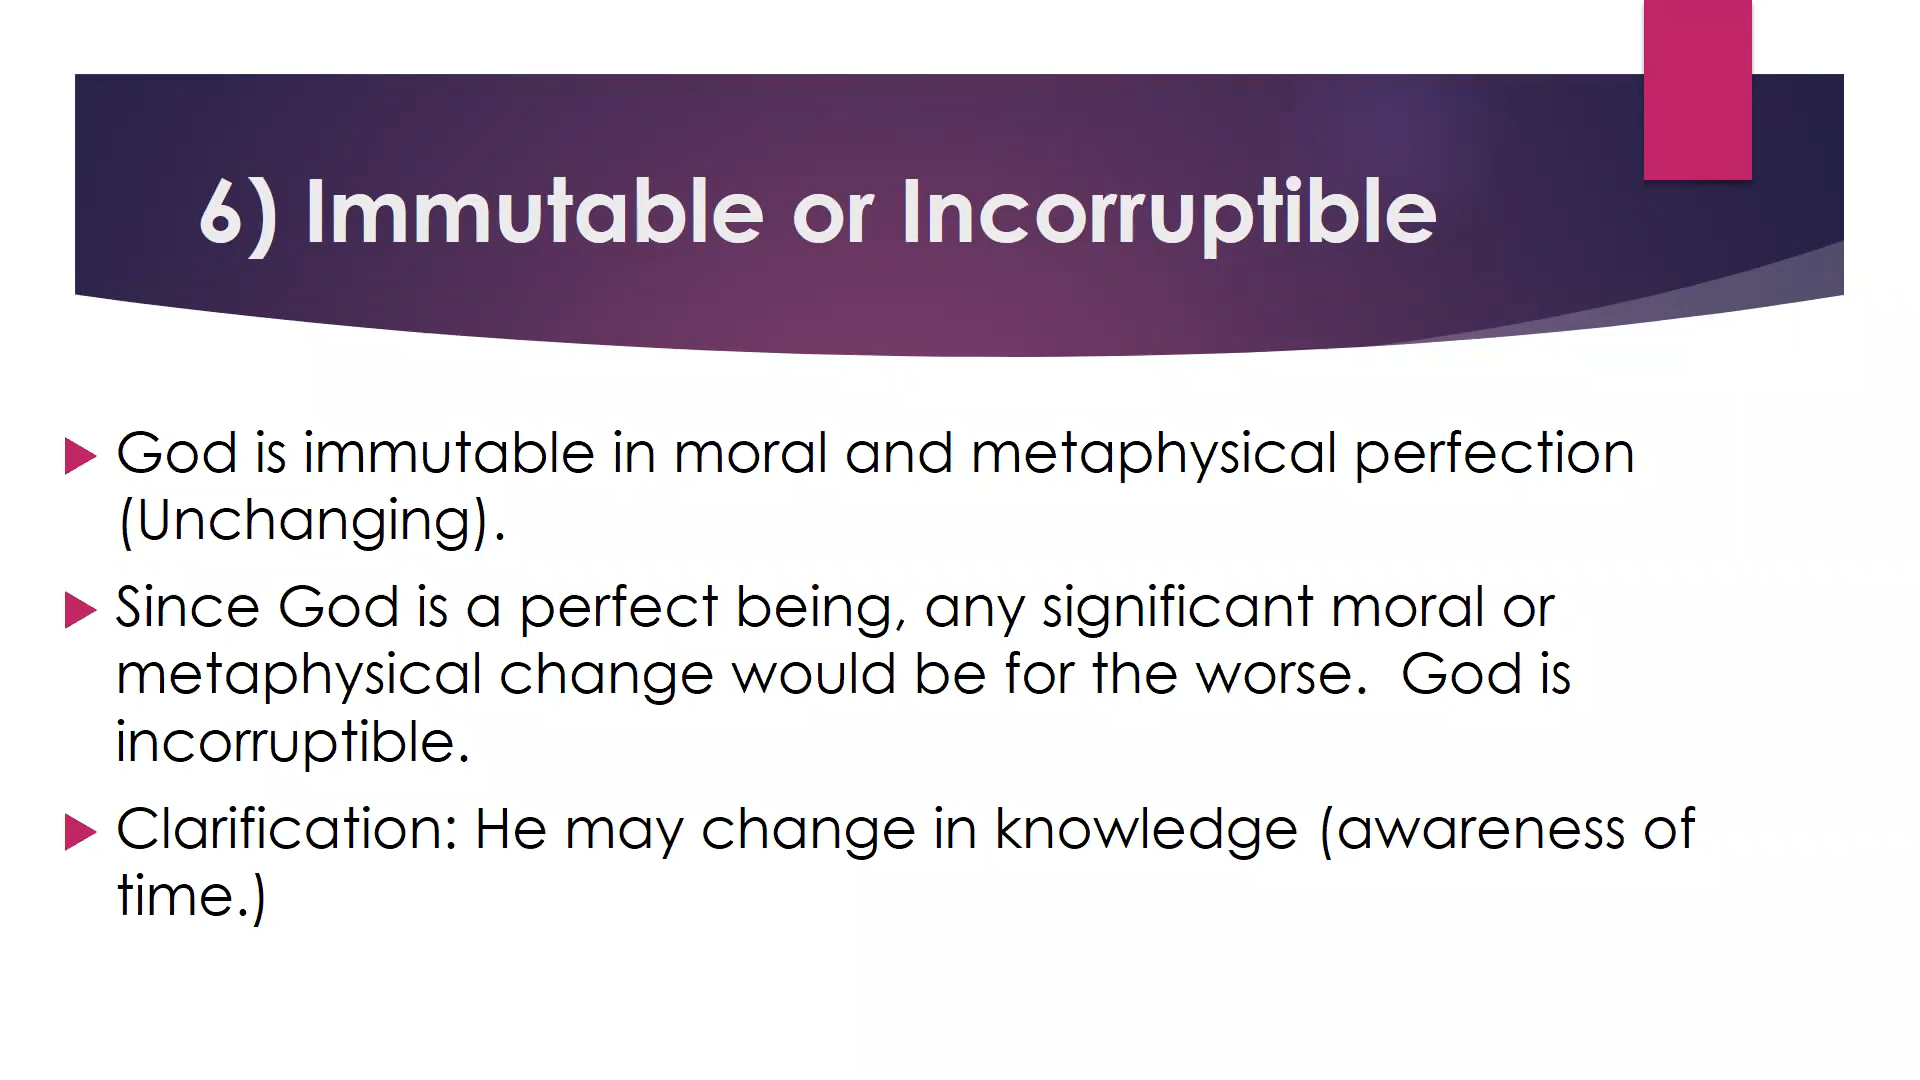 6) Immutable or Incorruptible
God is immutable in moral and metaphysical perfection
(Unchanging).
Since God is a perfect being, any significant moral or
metaphysical change would be for the worse.  God is
incorruptible.
Clarification: He may change in knowledge (awareness of
time.)